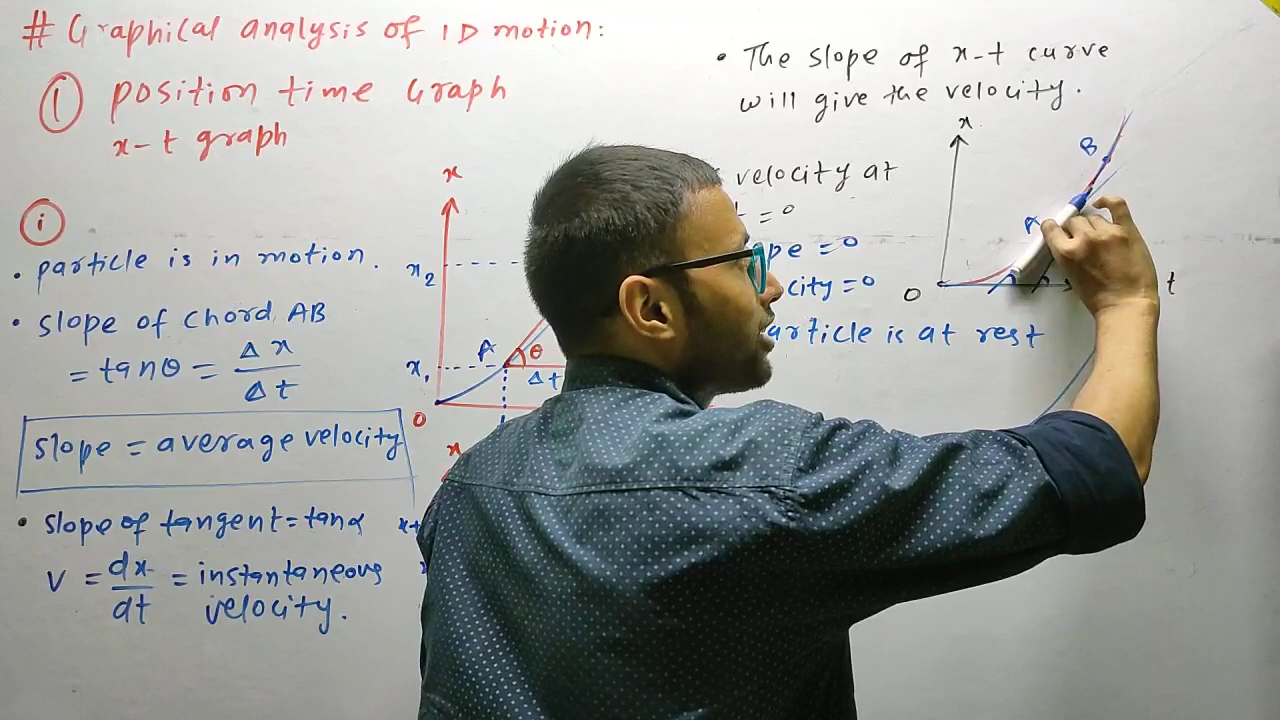 # Graphical analysis of 1D motion:
① position time Graph
x-t graph
i
• particle is in motion.
• slope of chord AB
= tanθ = Δx/Δt
slope = average velocity
• slope of tangent = tanα
v = dx/dt = instantaneous
velocity.
x
x₂
x₁
A
θ
Δt
O
x
• The slope of x-t curve
will give the velocity.
velocity at
= 0
= 0
= 0
is at rest
x
B
A
O
t